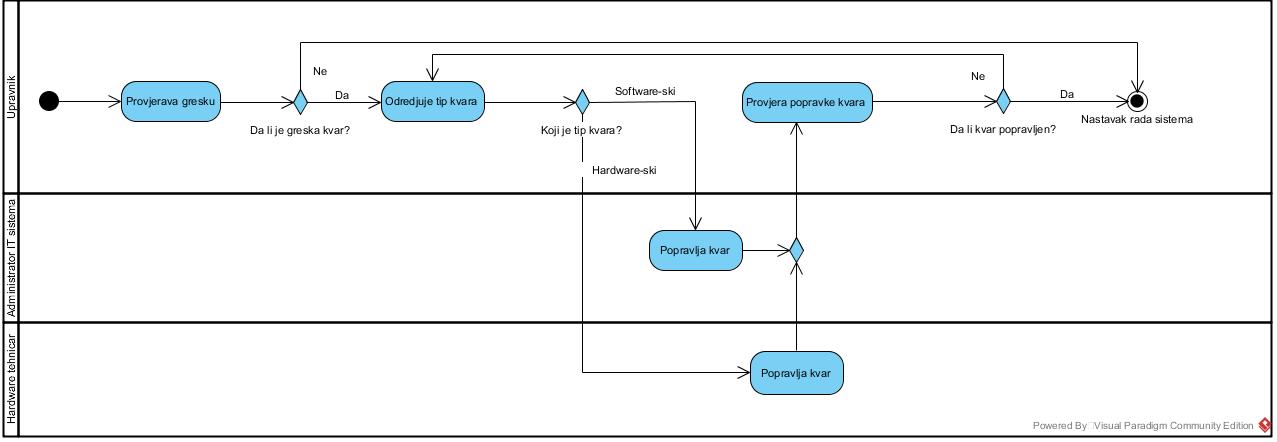 Upravnik
Provjerava gresku
Ne
Da
Da li je greska kvar?
Odredjuje tip kvara
Koji je tip kvara?
Software-ski
Hardware-ski
Provjera popravke kvara
Ne
Da
Da li kvar popravljen?
Nastavak rada sistema
Administrator IT sistema
Popravlja kvar
Hardware tehnicar
Popravlja kvar
Powered By Visual Paradigm Community Edition